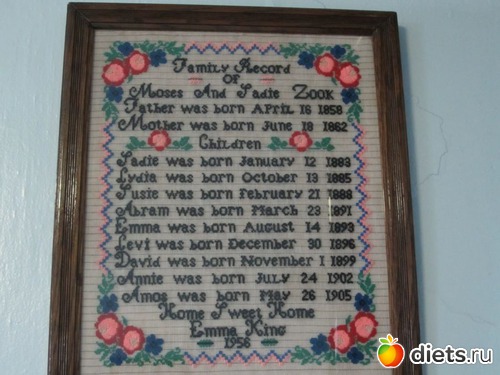 Family Record
OF
Moses And Sadie Zook
Father was born April 16 1858
Mother was born June 18 1862
Children
Sadie was born January 12 1883
Lydia was born October 13 1885
Susie was born February 21 1888
Abram was born March 23 1891
Emma was born August 14 1893
Levi was born December 30 1896
David was born November 1 1899
Annie was born July 24 1902
Amos was born May 26 1905
Home Sweet Home
Emma King
1958
diets.ru